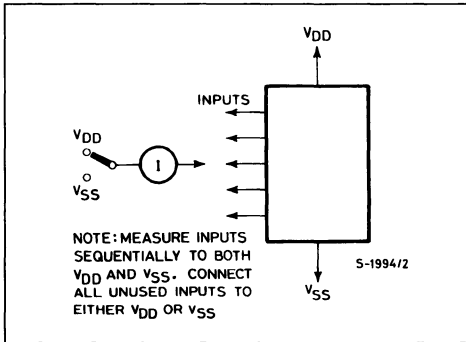 VDD
INPUTS
VDD
I
VSS
NOTE: MEASURE INPUTS
SEQUENTIALLY TO BOTH
VDD AND VSS. CONNECT
ALL UNUSED INPUTS TO
EITHER VDD OR VSS
S-1994/2
VSS